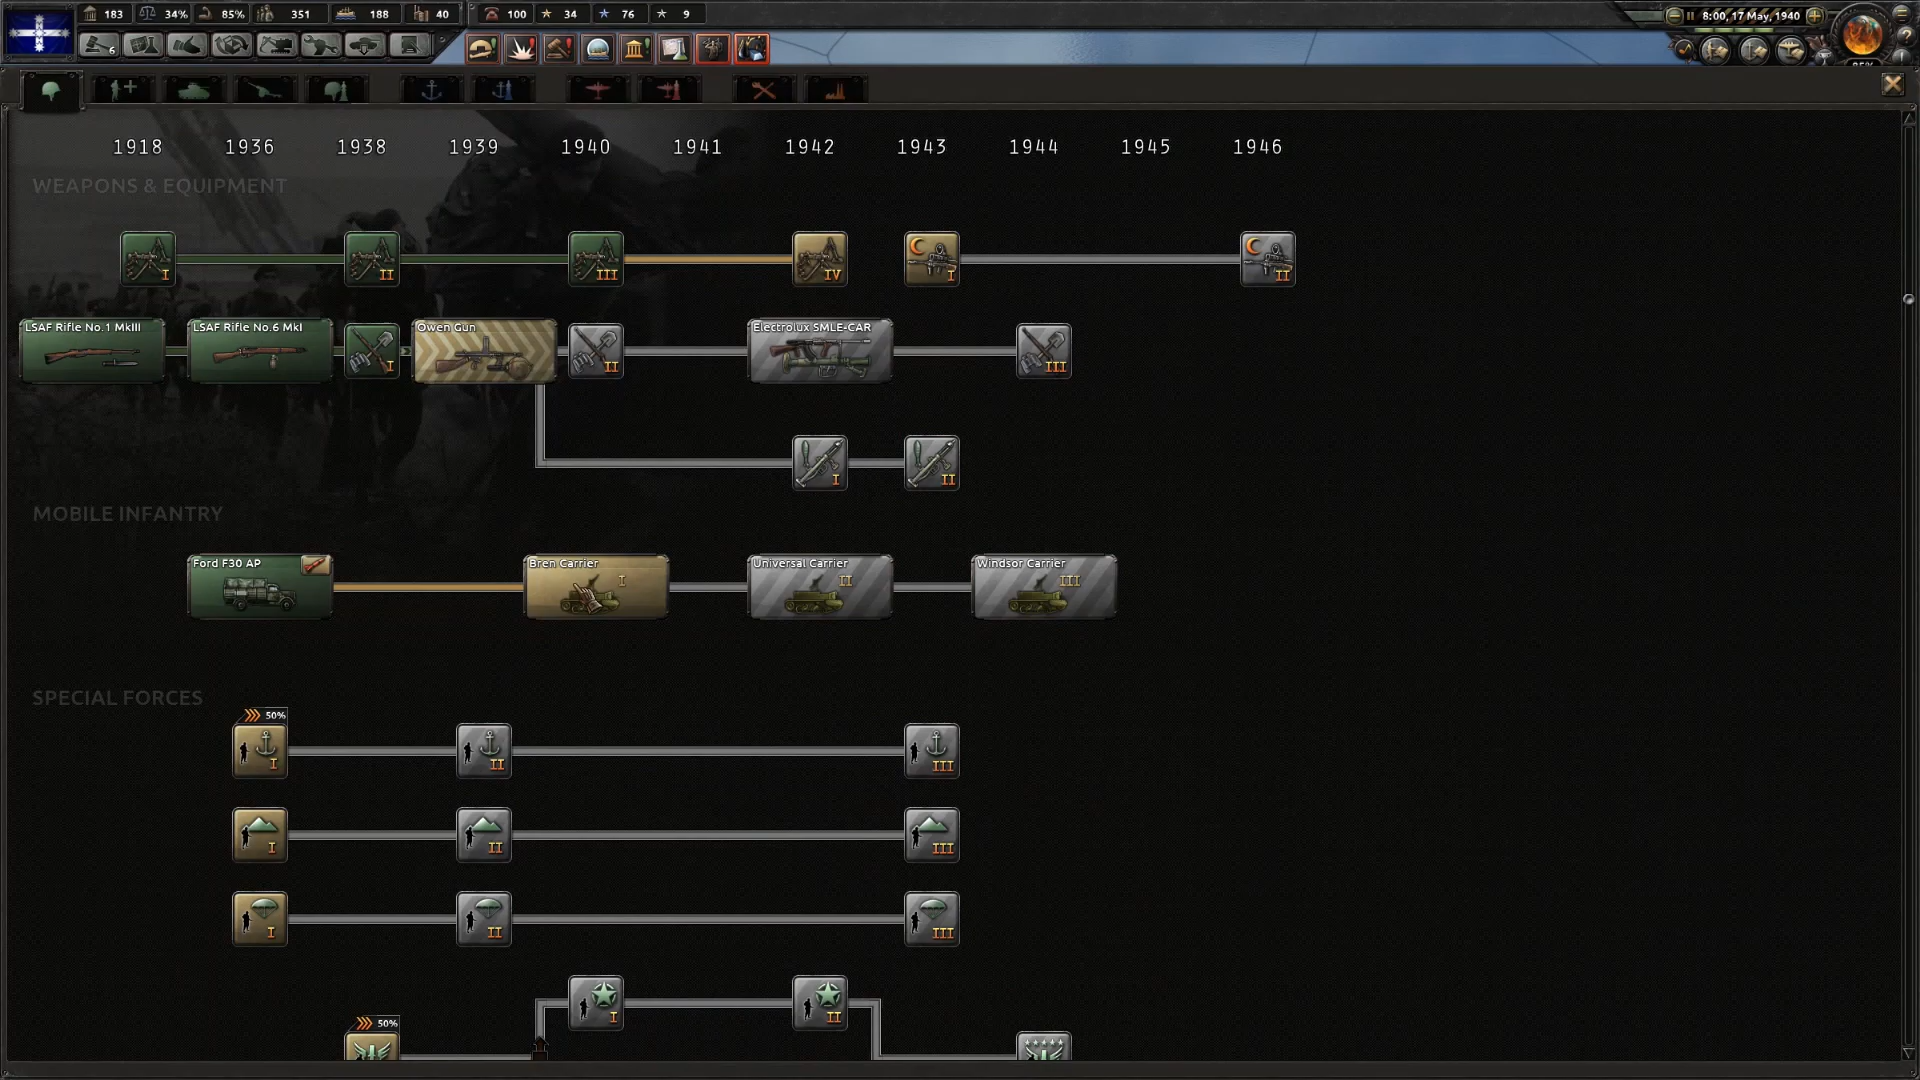 183 34% 85% 351 188 40 100 34 76 9 8:00, 17 May, 1940
6
85%
1918 1936 1938 1939 1940 1941 1942 1943 1944 1945 1946
WEAPONS & EQUIPMENT
I II III IV I II
LSAF Rifle No.1 MkIII LSAF Rifle No.6 MkI I Owen Gun II Electrolux SMLE-CAR III
I II
MOBILE INFANTRY
Ford F30 AP Bren Carrier Universal Carrier Windsor Carrier
I II III
SPECIAL FORCES
50%
I II III
I II III
I II III
I II
50%